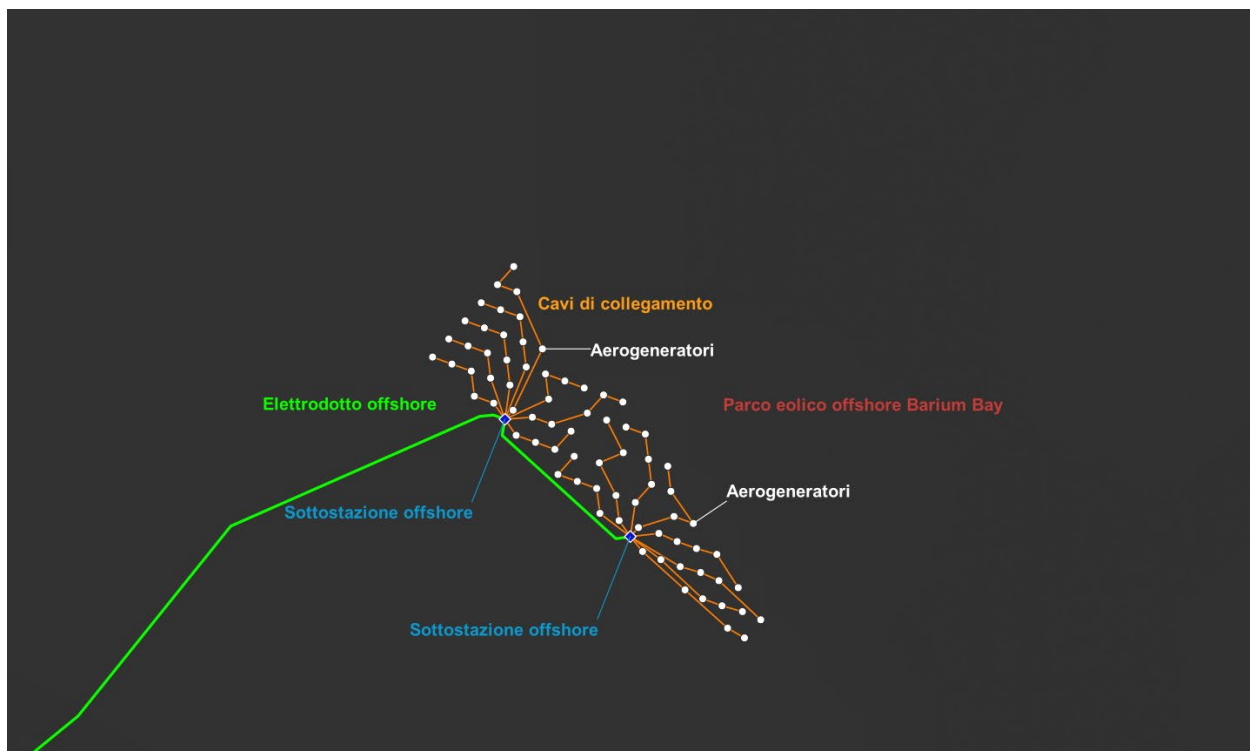 Cavi di collegamento
Aerogeneratori
Elettrodotto offshore
Parco eolico offshore Barium Bay
Aerogeneratori
Sottostazione offshore
Sottostazione offshore